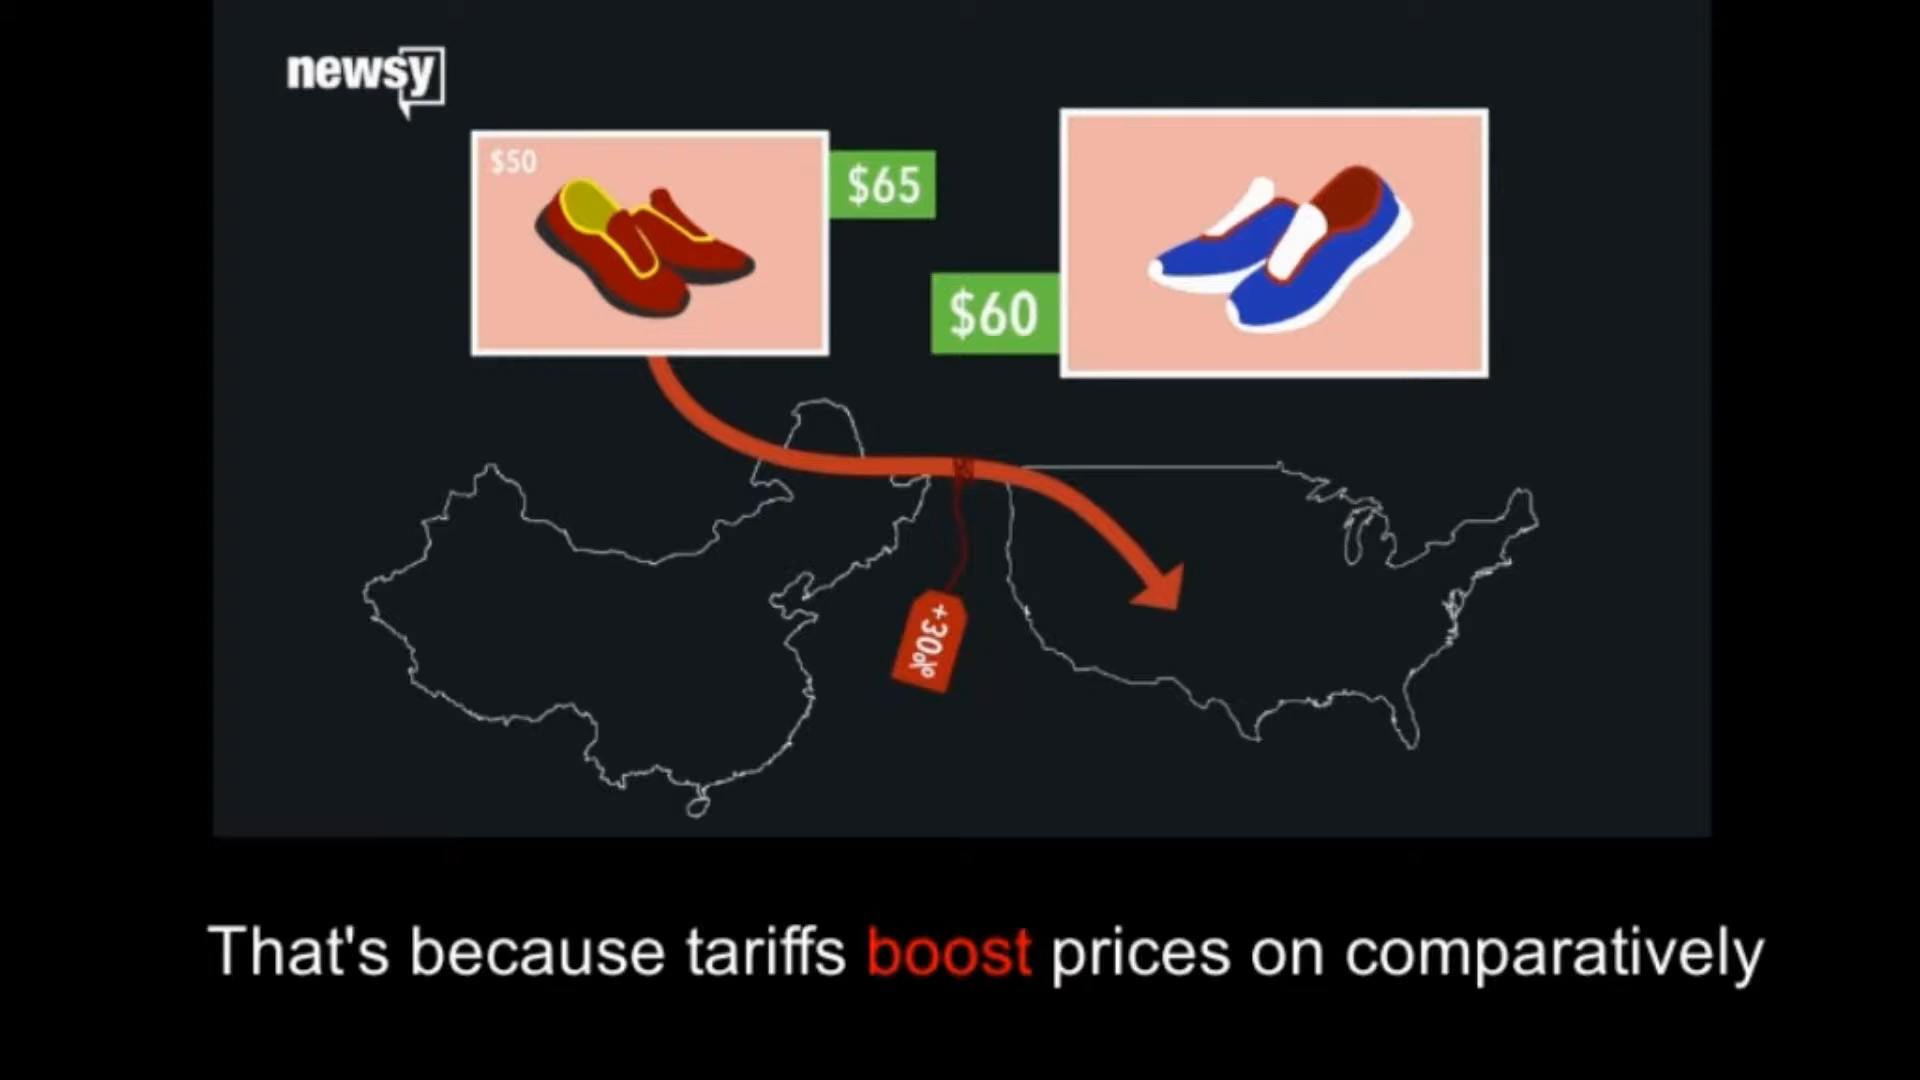 newsy
$50
$65
$60
+30%
That's because tariffs boost prices on comparatively